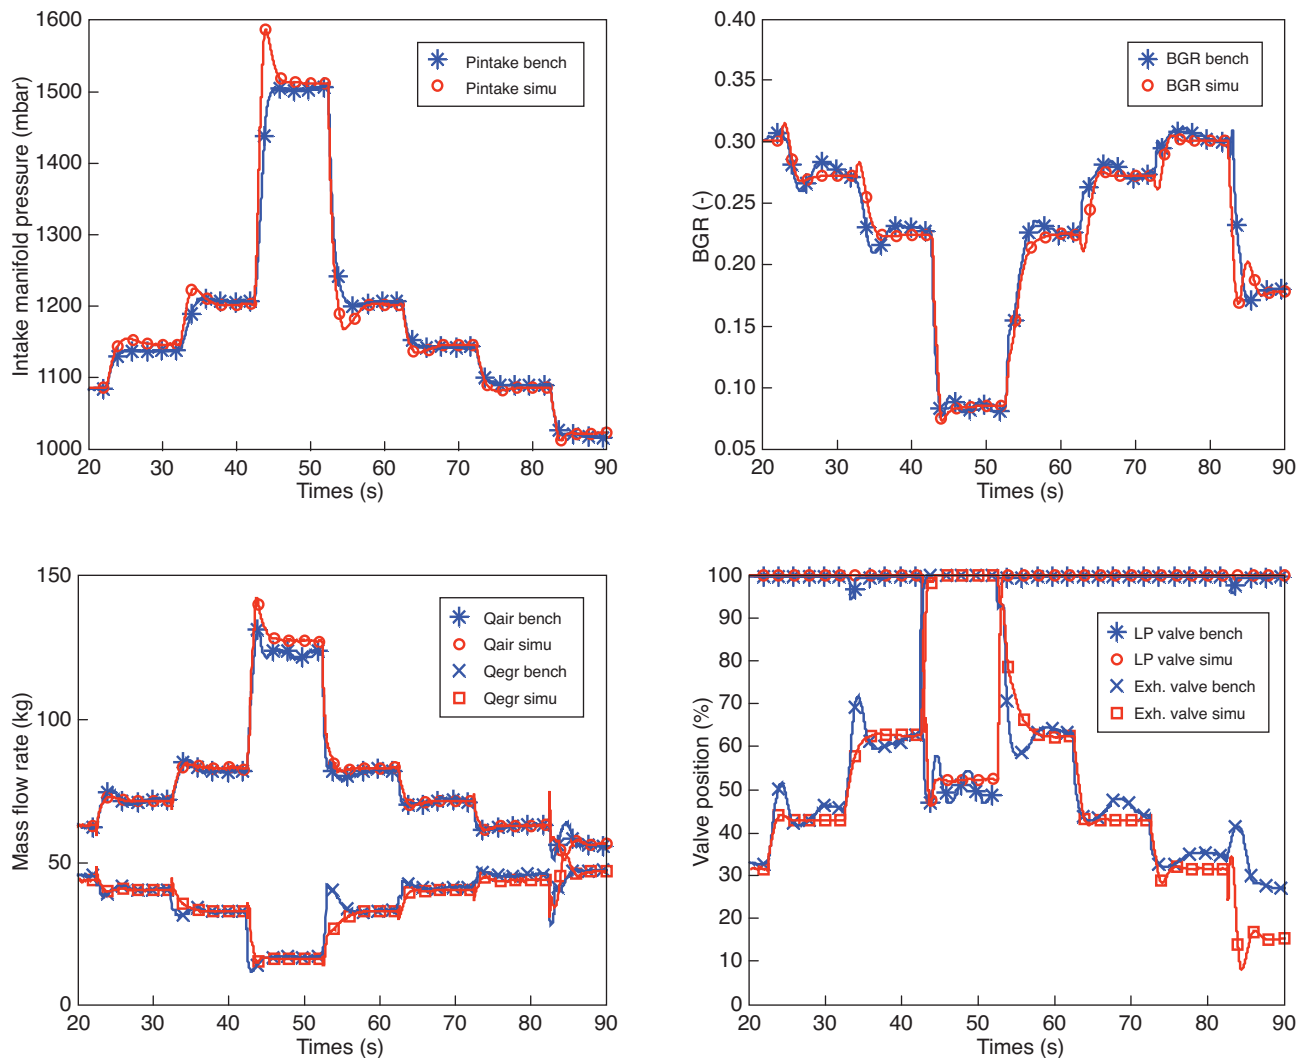 1600
1500
1400
1300
1200
1100
1000
Intake manifold pressure (mbar)
Pintake bench
Pintake simu
20 30 40 50 60 70 80 90
Times (s)
0.40
0.35
0.30
0.25
0.20
0.15
0.10
0.05
BGR (-)
BGR bench
BGR simu
20 30 40 50 60 70 80 90
Times (s)
150
100
50
0
Mass flow rate (kg)
Qair bench
Qair simu
Qegr bench
Qegr simu
20 30 40 50 60 70 80 90
Times (s)
100
90
80
70
60
50
40
30
20
10
0
Valve position (%)
LP valve bench
LP valve simu
Exh. valve bench
Exh. valve simu
20 30 40 50 60 70 80 90
Times (s)